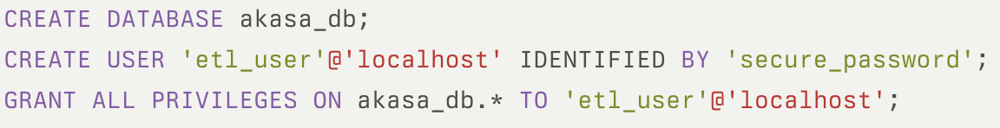 CREATE DATABASE akasa_db;
CREATE USER 'etl_user'@'localhost' IDENTIFIED BY 'secure_password';
GRANT ALL PRIVILEGES ON akasa_db.* TO 'etl_user'@'localhost';